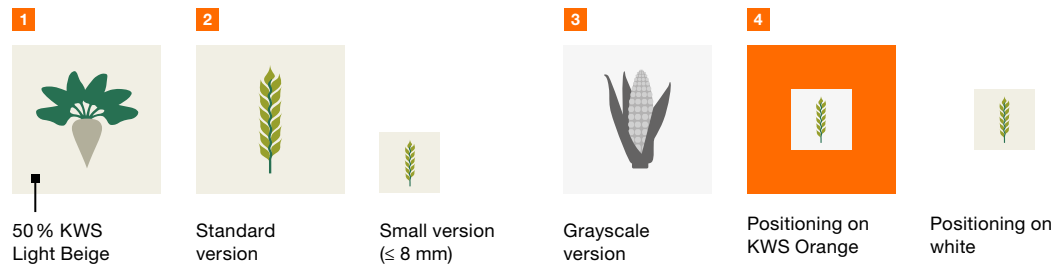 1
2
3
4
50 % KWS
Light Beige
Standard
version
Small version
(≤ 8 mm)
Grayscale
version
Positioning on
KWS Orange
Positioning on
white